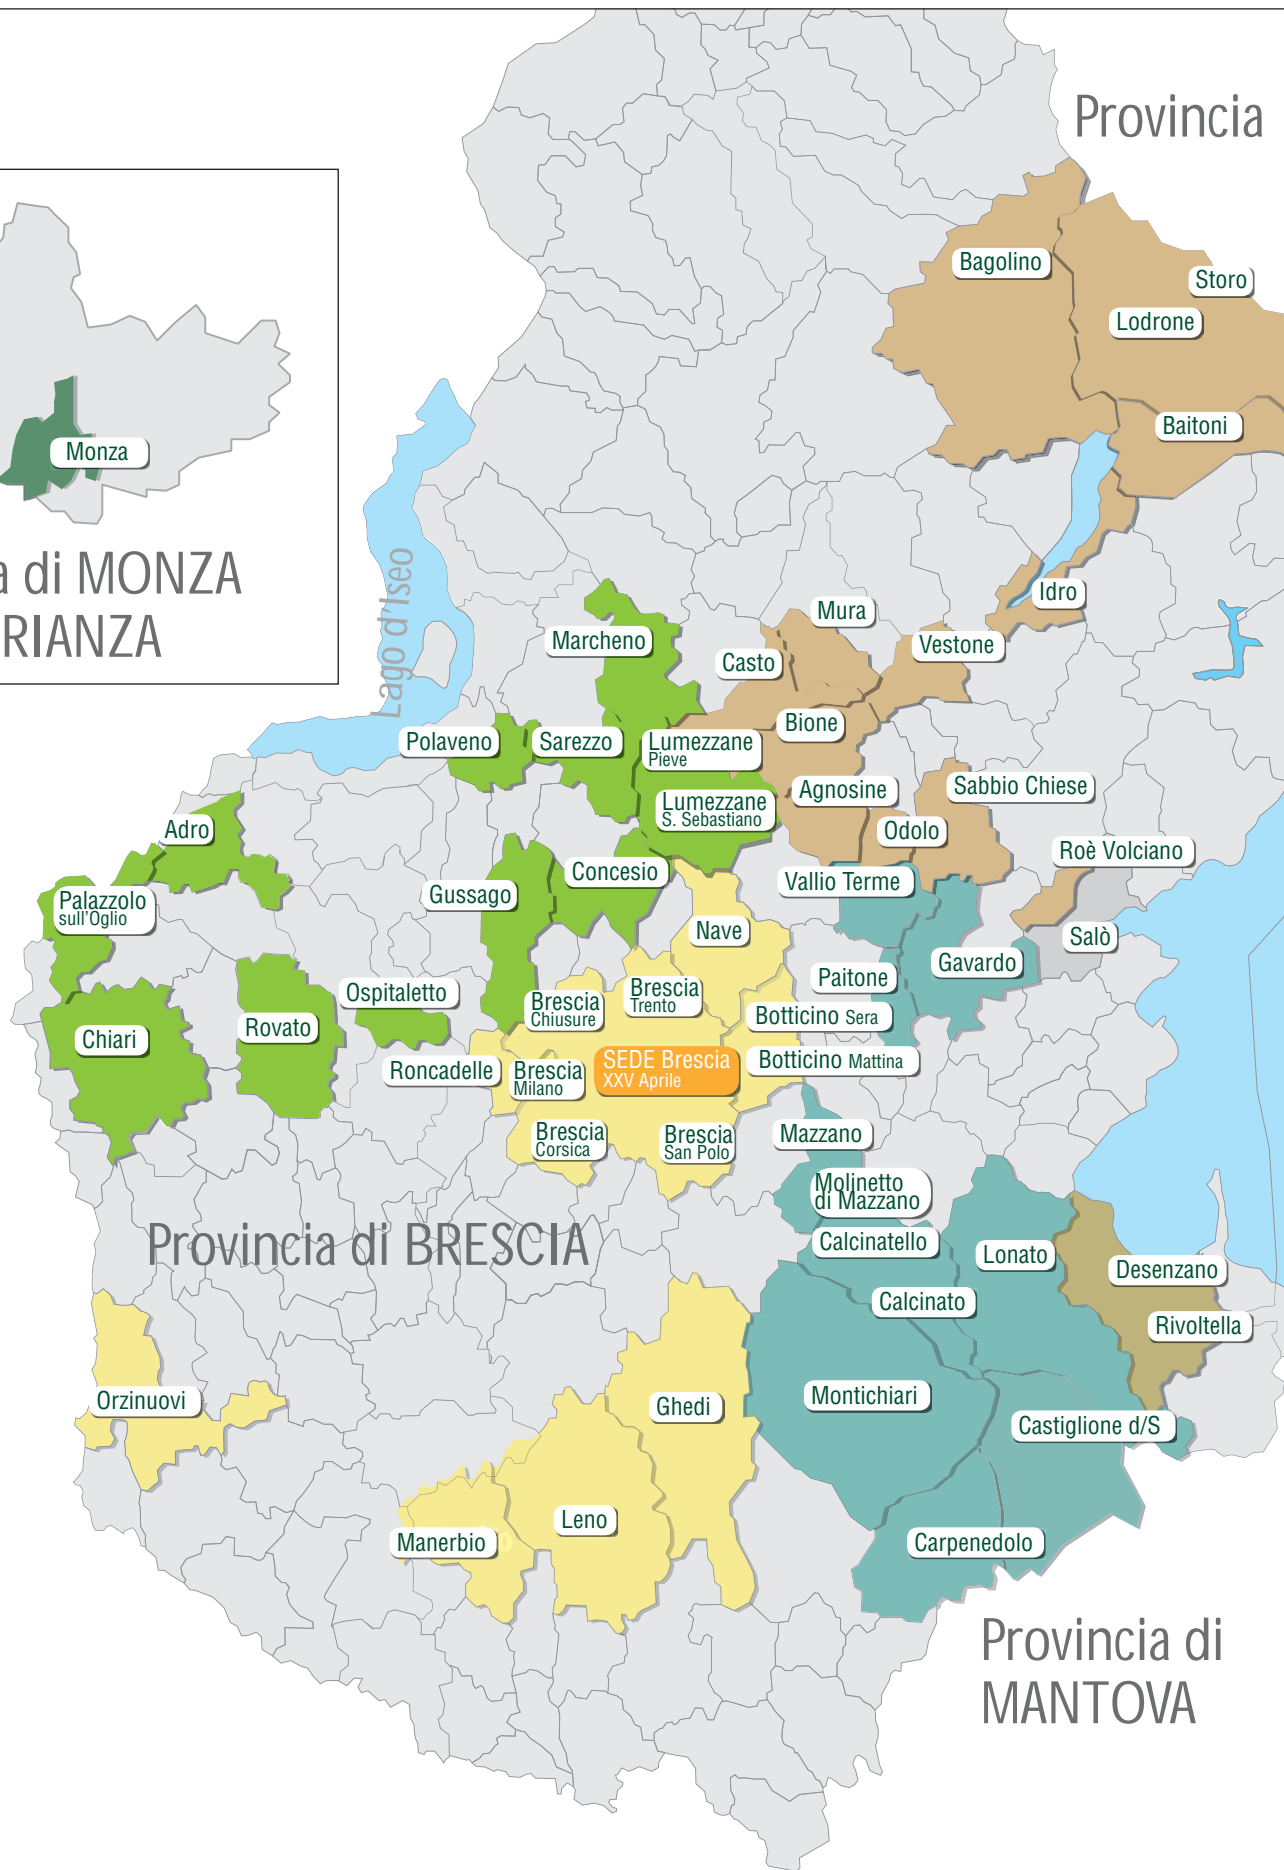 Provincia
Bagolino
Storo
Lodrone
Baitoni
Monza
a di MONZA
RIANZA
Lago d'Iseo
Idro
Mura
Marcheno
Vestone
Casto
Bione
Polaveno
Sarezzo
Lumezzane
Pieve
Agnosine
Sabbio Chiese
Lumezzane
S. Sebastiano
Adro
Odolo
Roè Volciano
Concesio
Vallio Terme
Gussago
Palazzolo
sull'Oglio
Nave
Salò
Gavardo
Paitone
Ospitaletto
Brescia
Trento
Brescia
Chiusure
Botticino Sera
Rovato
Chiari
Roncadelle
Brescia
Milano
SEDE Brescia
XXV Aprile
Botticino Mattina
Brescia
Corsica
Brescia
San Polo
Mazzano
Molinetto
di Mazzano
Provincia di BRESCIA
Calcinatello
Lonato
Desenzano
Calcinato
Rivoltella
Orzinuovi
Ghedi
Montichiari
Castiglione d/S
Leno
Manerbio
Carpenedolo
Provincia di
MANTOVA